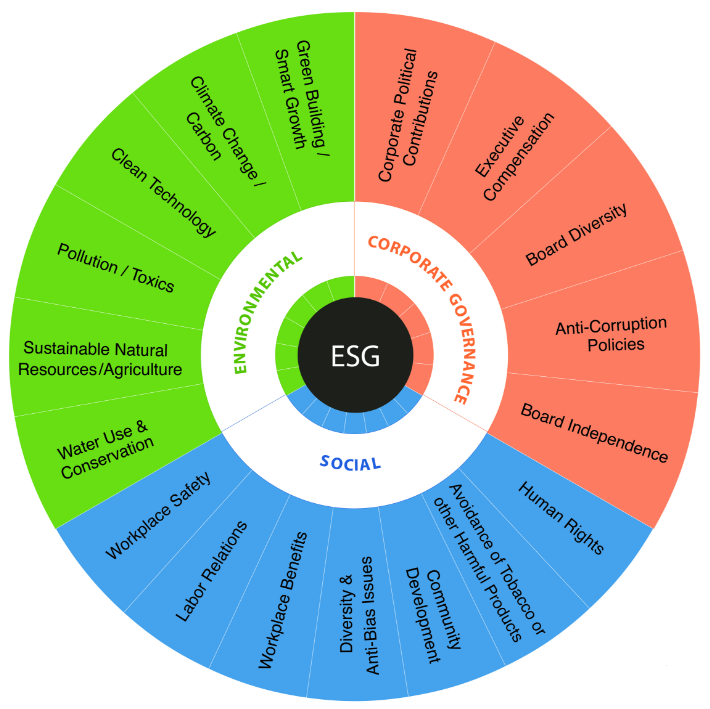 ESG
ENVIRONMENTAL
CORPORATE GOVERNANCE
SOCIAL
Green Building /
Smart Growth
Climate Change /
Carbon
Clean Technology
Pollution / Toxics
Sustainable Natural
Resources/Agriculture
Water Use &
Conservation
Corporate Political
Contributions
Executive
Compensation
Board Diversity
Anti-Corruption
Policies
Board Independence
Human Rights
Avoidance of Tobacco or
other Harmful Products
Community
Development
Diversity &
Anti-Bias Issues
Workplace Benefits
Labor Relations
Workplace Safety